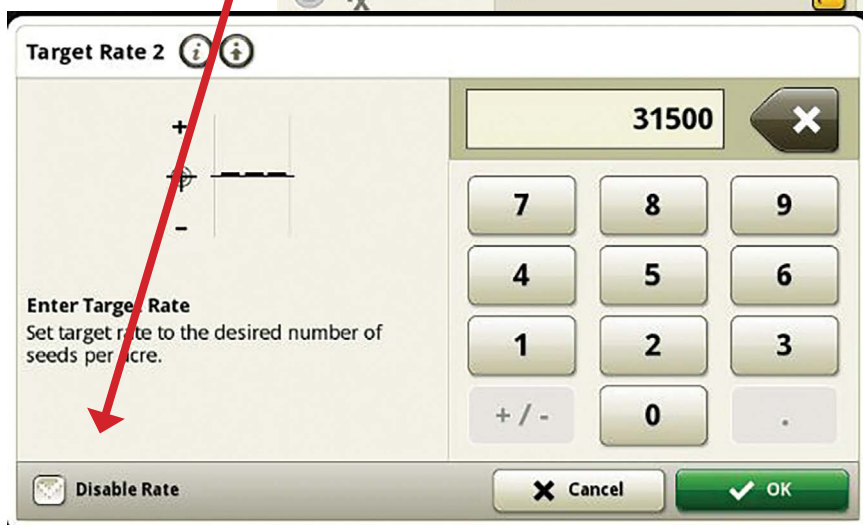 Target Rate 2
31500
+
-
7 8 9
4 5 6
1 2 3
+ / - 0 .
Enter Target Rate
Set target rate to the desired number of
seeds per acre.
Disable Rate
Cancel
OK